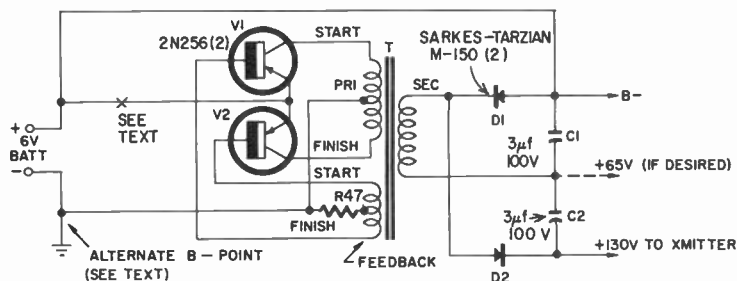 V1
2N256(2)
START
T
SARKES-TARZIAN
M-150 (2)
PRI
SEC
D1
B-
+
6V
BATT
-
SEE
TEXT
V2
FINISH
START
3µf
100V
C1
+65V (IF DESIRED)
R47
FINISH
3µf
100 V
C2
+130V TO XMITTER
ALTERNATE B - POINT
(SEE TEXT)
FEEDBACK
D2